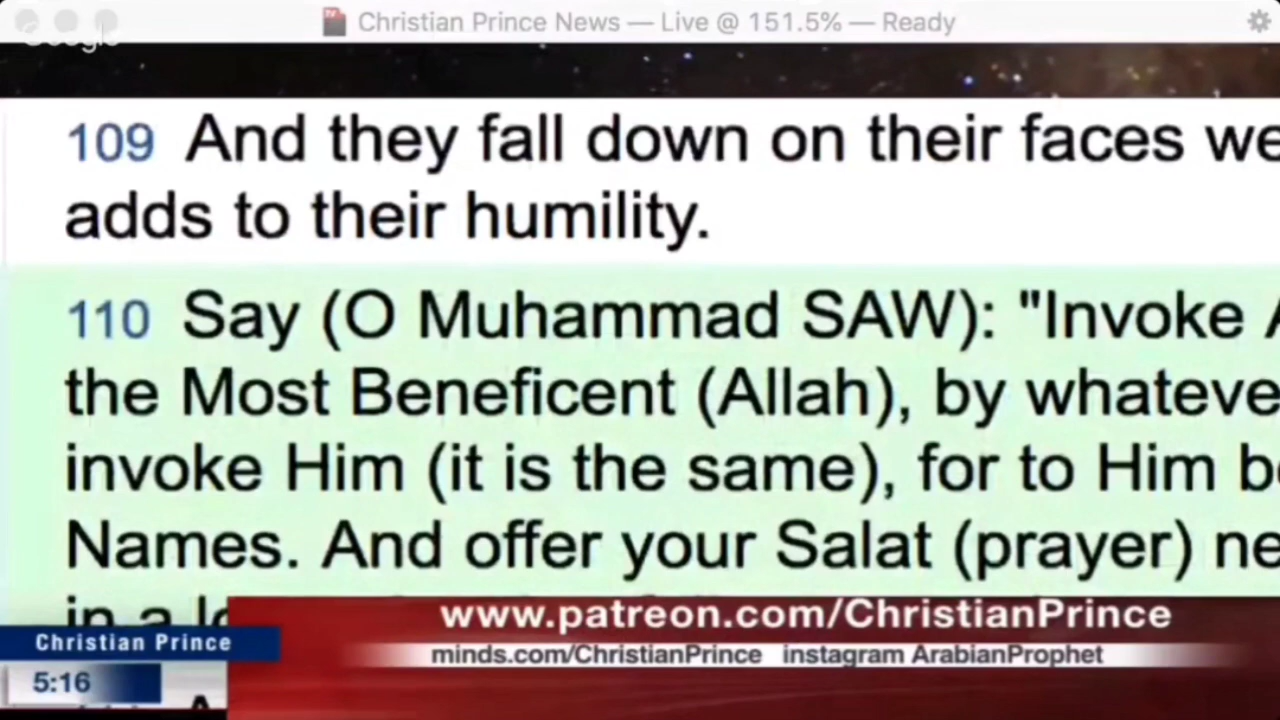 Christian Prince News — Live @ 151.5% — Ready
Google
109 And they fall down on their faces
adds to their humility.
110 Say (O Muhammad SAW): "Invoke
the Most Beneficent (Allah), by
invoke Him (it is the same), for to Him
Names. And offer your Salat (prayer)
in a
www.patreon.com/ChristianPrince
Christian Prince
minds.com/ChristianPrince instagram ArabianProphet
5:16